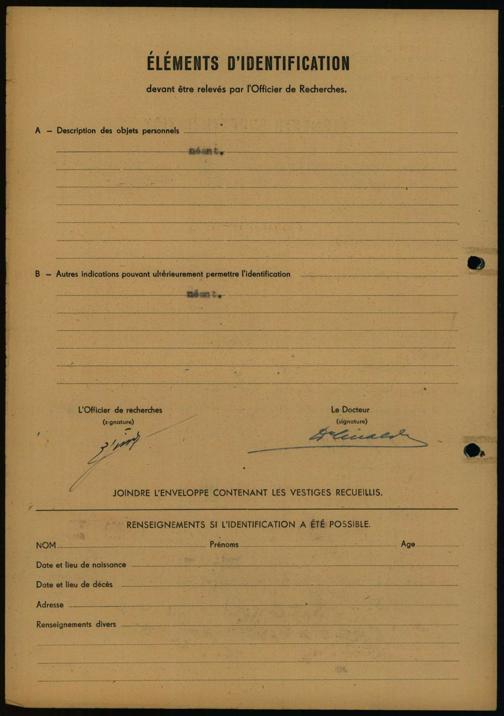 ÉLÉMENTS D'IDENTIFICATION
devant être relevés par l'Officier de Recherches.
A – Description des objets personnels
néant.
B – Autres indications pouvant ultérieurement permettre l'identification
néant.
L'Officier de recherches
Le Docteur
(signature)
(signature)
JOINDRE L'ENVELOPPE CONTENANT LES VESTIGES RECUEILLIS.
RENSEIGNEMENTS SI L'IDENTIFICATION A ÉTÉ POSSIBLE.
NOM Prénoms Age
Date et lieu de naissance
Date et lieu de décès
Adresse
Renseignements divers